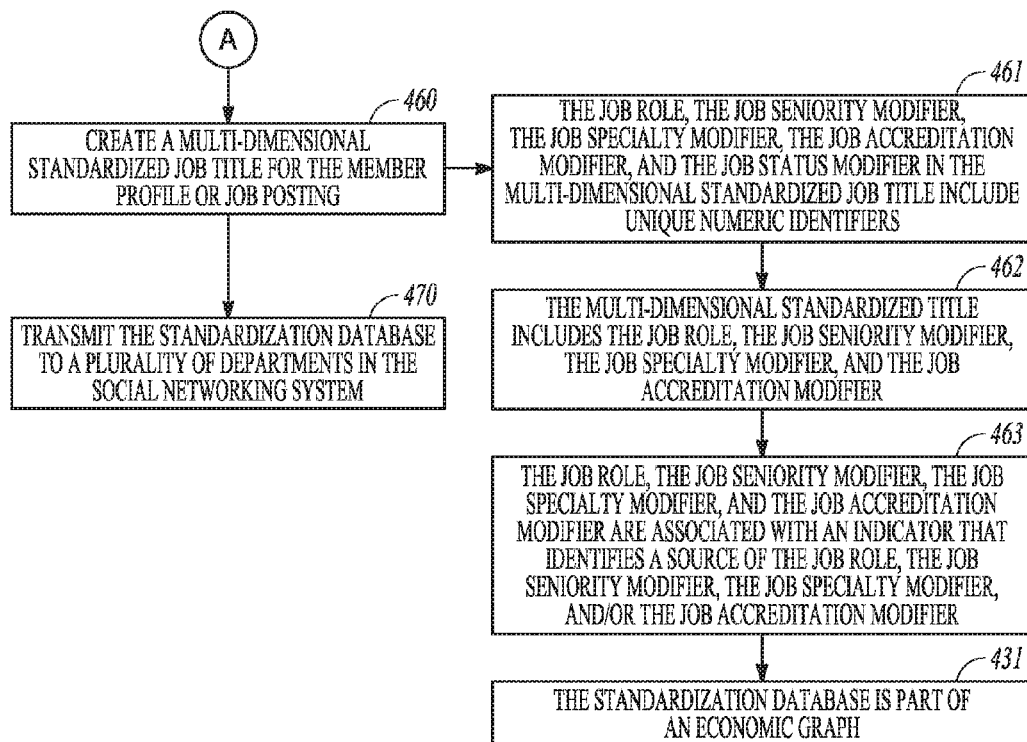 A
460
CREATE A MULTI-DIMENSIONAL
STANDARDIZED JOB TITLE FOR THE MEMBER
PROFILE OR JOB POSTING
470
TRANSMIT THE STANDARDIZATION DATABASE
TO A PLURALITY OF DEPARTMENTS IN THE
SOCIAL NETWORKING SYSTEM
461
THE JOB ROLE, THE JOB SENIORITY MODIFIER,
THE JOB SPECIALTY MODIFIER, THE JOB ACCREDITATION
MODIFIER, AND THE JOB STATUS MODIFIER IN THE
MULTI-DIMENSIONAL STANDARDIZED JOB TITLE INCLUDE
UNIQUE NUMERIC IDENTIFIERS
462
THE MULTI-DIMENSIONAL STANDARDIZED TITLE
INCLUDES THE JOB ROLE, THE JOB SENIORITY MODIFIER,
THE JOB SPECIALTY MODIFIER, AND THE JOB
ACCREDITATION MODIFIER
463
THE JOB ROLE, THE JOB SENIORITY MODIFIER, THE JOB
SPECIALTY MODIFIER, AND THE JOB ACCREDITATION
MODIFIER ARE ASSOCIATED WITH AN INDICATOR THAT
IDENTIFIES A SOURCE OF THE JOB ROLE, THE JOB
SENIORITY MODIFIER, THE JOB SPECIALTY MODIFIER,
AND/OR THE JOB ACCREDITATION MODIFIER
431
THE STANDARDIZATION DATABASE IS PART OF
AN ECONOMIC GRAPH